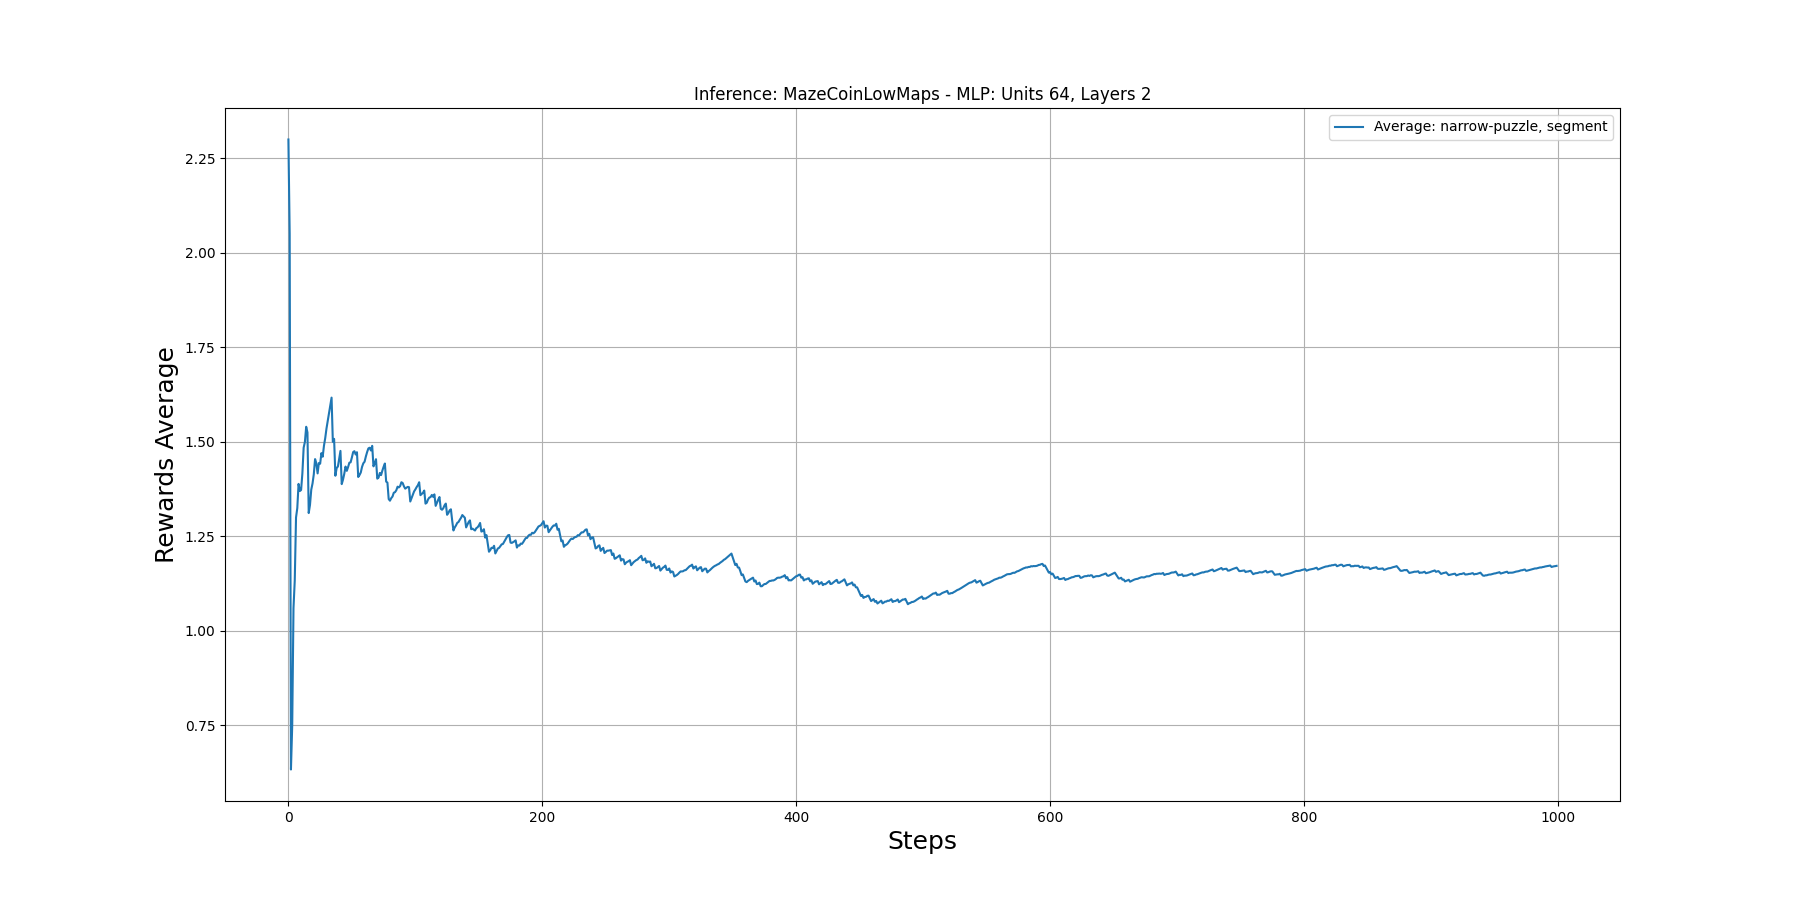 Inference: MazeCoinLowMaps - MLP: Units 64, Layers 2
Average: narrow-puzzle, segment
Rewards Average
2.25
2.00
1.75
1.50
1.25
1.00
0.75
0 200 400 600 800 1000
Steps